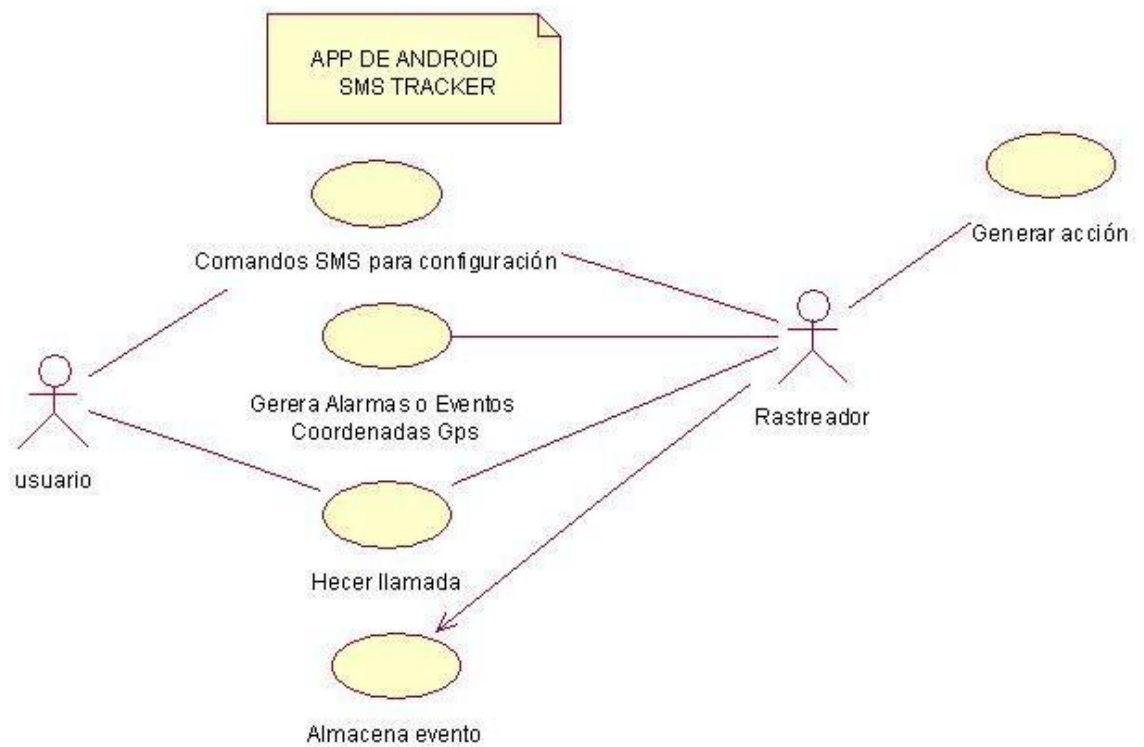 APP DE ANDROID
SMS TRACKER
Generar acción
Comandos SMS para configuración
Gerera Alarmas o Eventos
Coordenadas Gps
Rastreador
usuario
Hecer llamada
Almacena evento